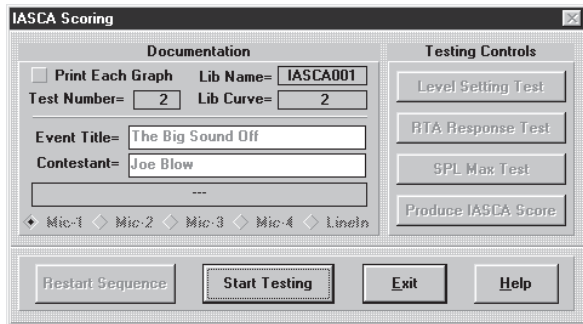 IASCA Scoring
Documentation
Print Each Graph Lib Name= IASCA001
Test Number= 2 Lib Curve= 2
Event Title= The Big Sound Off
Contestant= Joe Blow
---
Mic-1 Mic-2 Mic-3 Mic-4 LineIn
Testing Controls
Level Setting Test
RTA Response Test
SPL Max Test
Produce IASCA Score
Restart Sequence Start Testing Exit Help